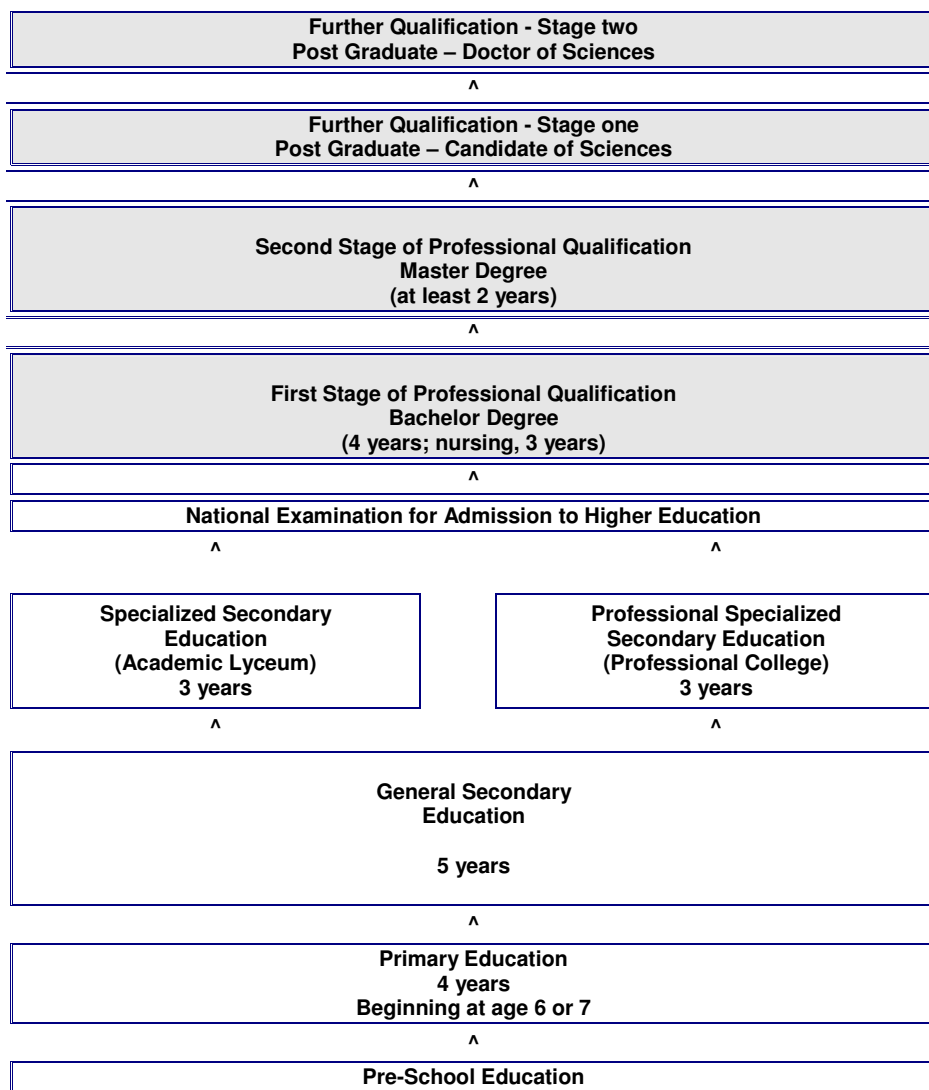 Further Qualification - Stage two
Post Graduate – Doctor of Sciences
^
Further Qualification - Stage one
Post Graduate – Candidate of Sciences
^
Second Stage of Professional Qualification
Master Degree
(at least 2 years)
^
First Stage of Professional Qualification
Bachelor Degree
(4 years; nursing, 3 years)
^
National Examination for Admission to Higher Education
^ ^
Specialized Secondary
Education
(Academic Lyceum)
3 years
Professional Specialized
Secondary Education
(Professional College)
3 years
^ ^
General Secondary
Education
5 years
^
Primary Education
4 years
Beginning at age 6 or 7
^
Pre-School Education